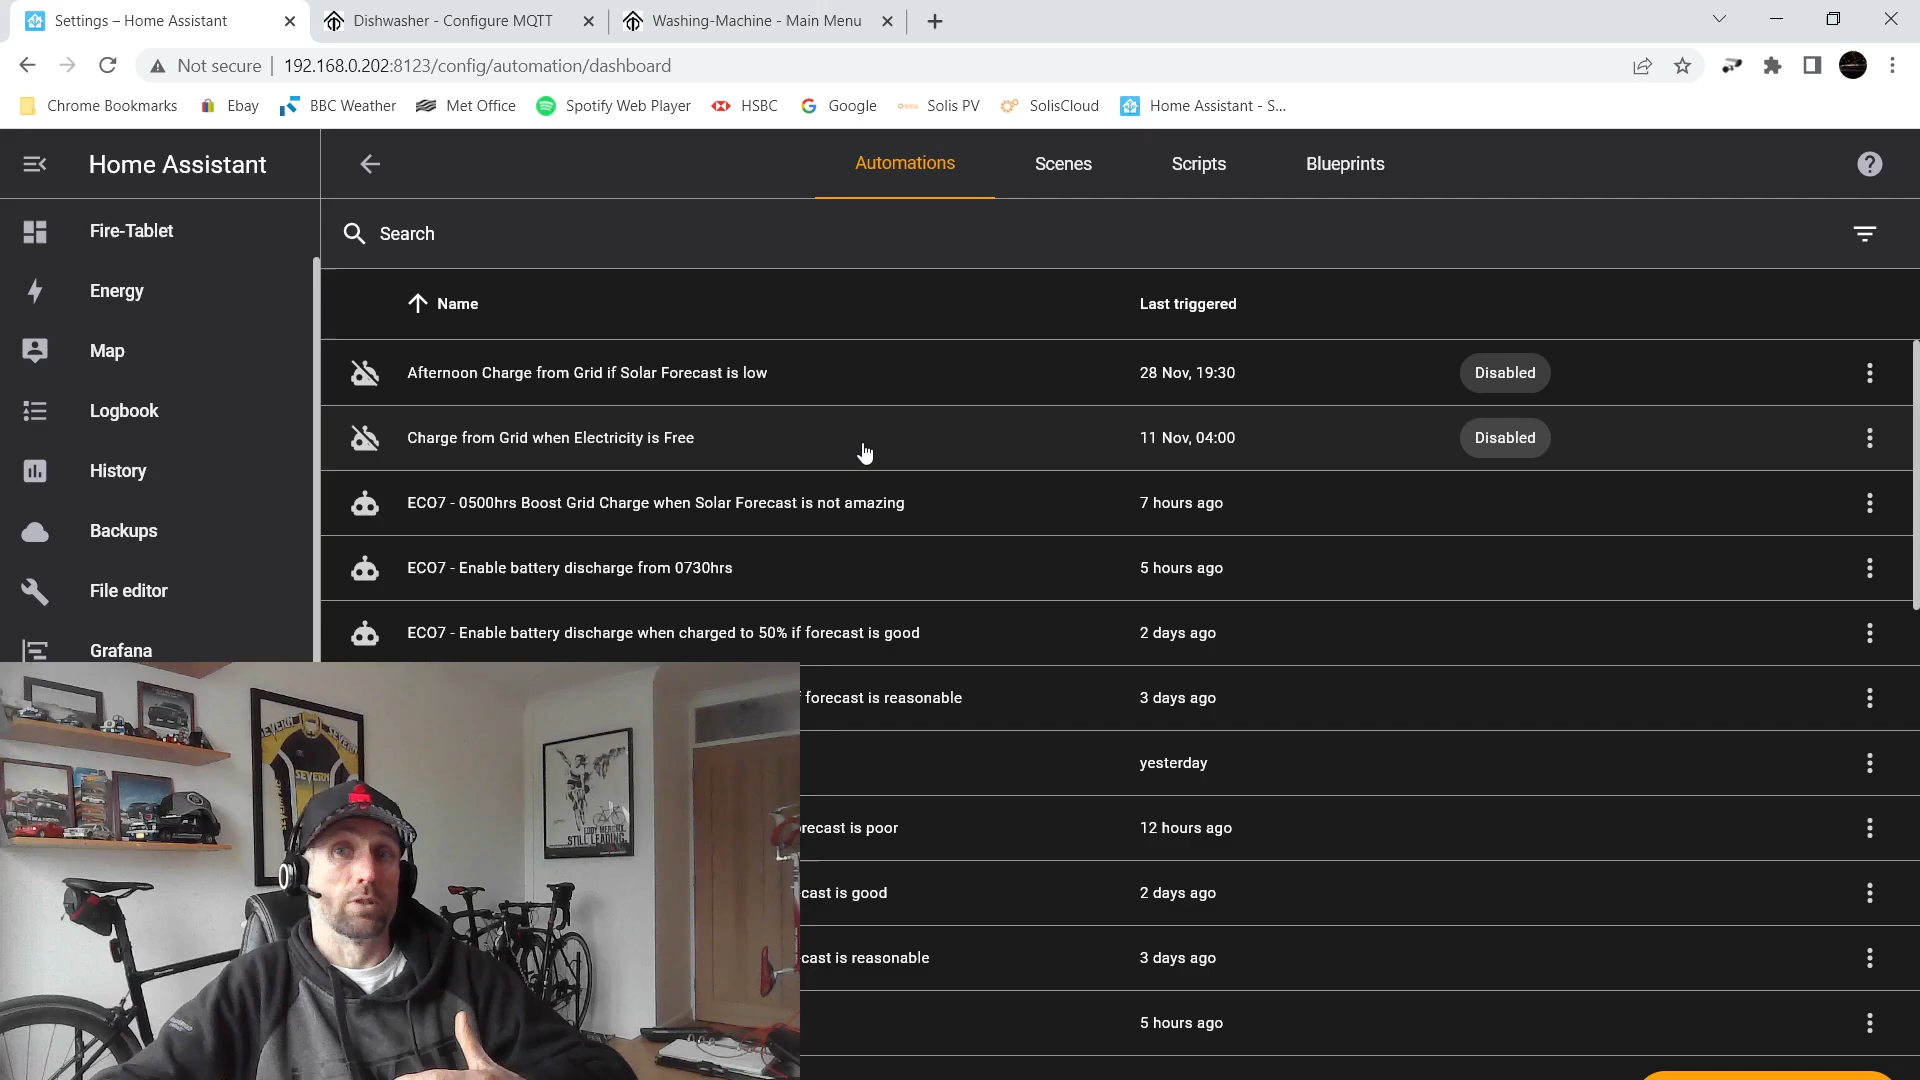 Settings – Home Assistant
Dishwasher - Configure MQTT
Washing-Machine - Main Menu
Not secure
192.168.0.202:8123/config/automation/dashboard
Chrome Bookmarks
Ebay
BBC Weather
Met Office
Spotify Web Player
HSBC
Google
Solis PV
SolisCloud
Home Assistant - S...
Home Assistant
Automations
Scenes
Scripts
Blueprints
Fire-Tablet
Energy
Map
Logbook
History
Backups
File editor
Grafana
Search
Name
Last triggered
Afternoon Charge from Grid if Solar Forecast is low
28 Nov, 19:30
Disabled
Charge from Grid when Electricity is Free
11 Nov, 04:00
Disabled
ECO7 - 0500hrs Boost Grid Charge when Solar Forecast is not amazing
7 hours ago
ECO7 - Enable battery discharge from 0730hrs
5 hours ago
ECO7 - Enable battery discharge when charged to 50% if forecast is good
2 days ago
forecast is reasonable
3 days ago
yesterday
recast is poor
12 hours ago
cast is good
2 days ago
cast is reasonable
3 days ago
5 hours ago
SEVERN
SEVERN
SEVERN
STILL LEADING.